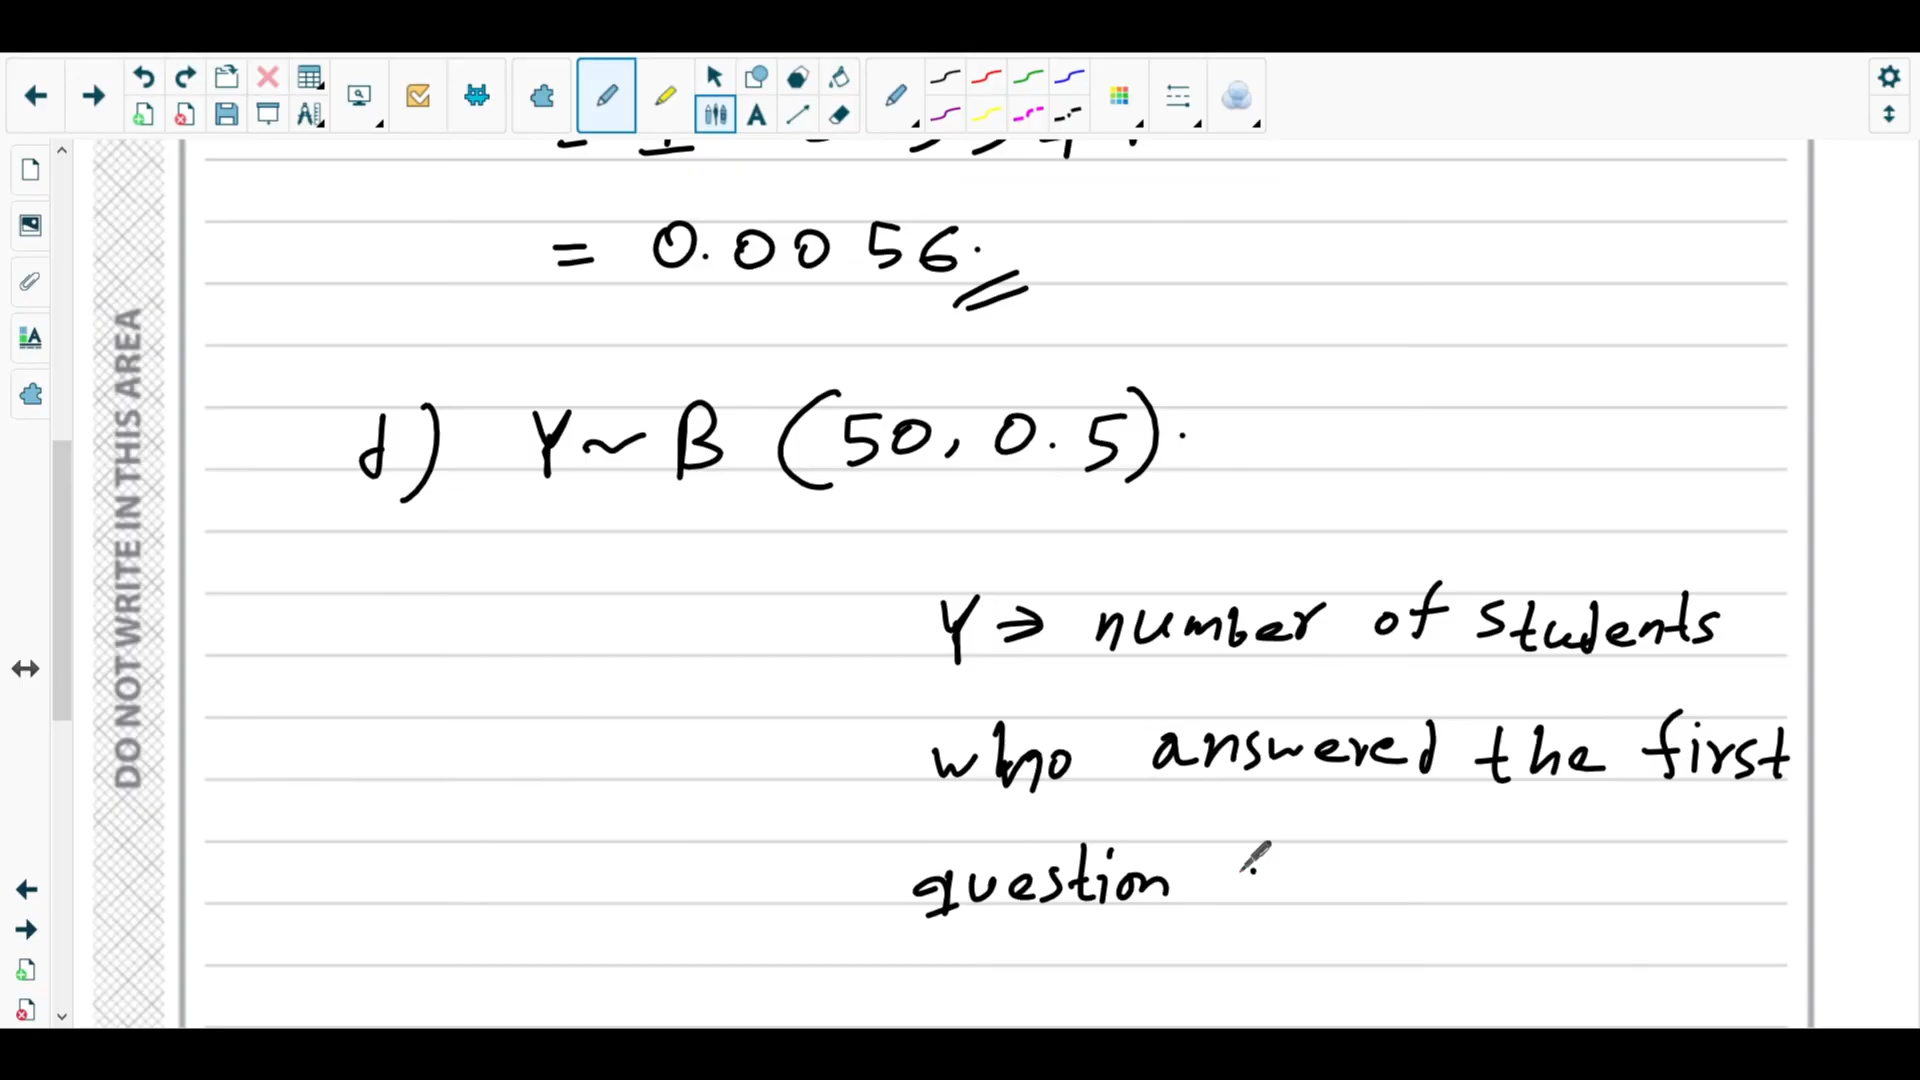 = 0.0056.
d) Y ~ B (50, 0.5).
Y → number of students
who answered the first
question
DO NOT WRITE IN THIS AREA